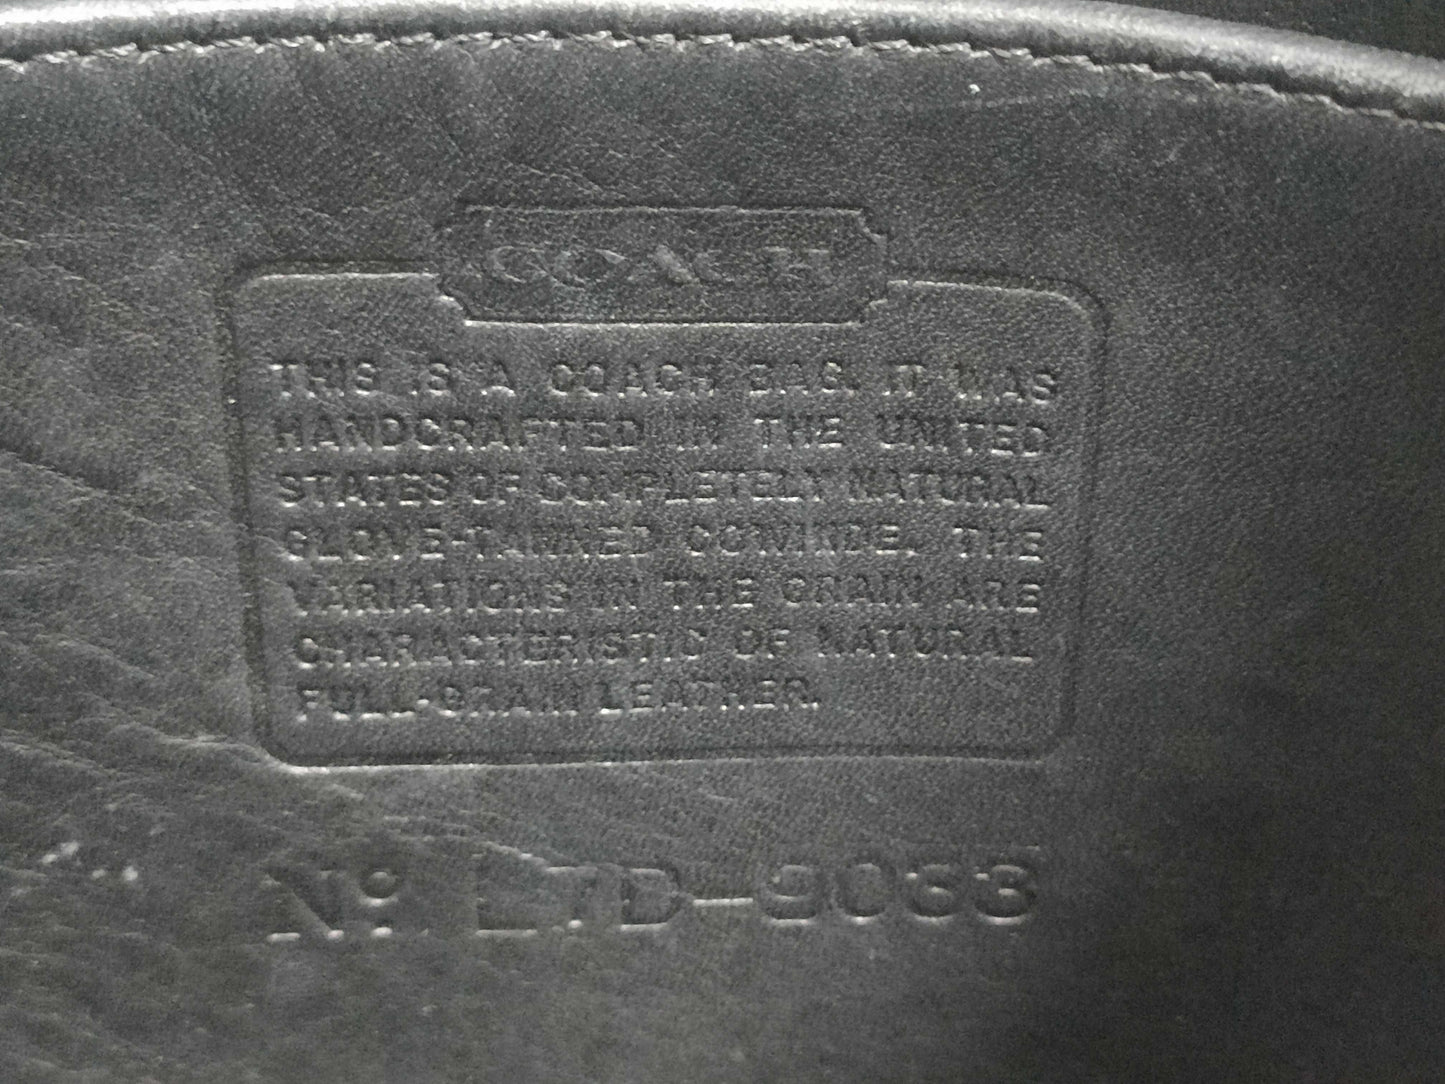 COACH
THIS IS A COACH BAG. IT WAS
HANDCRAFTED IN THE UNITED
STATES OF COMPLETELY NATURAL
GLOVE-TANNED COWHIDE. THE
VARIATIONS IN THE GRAIN ARE
CHARACTERISTIC OF NATURAL
FULL-GRAIN LEATHER.
No. L7D-9063